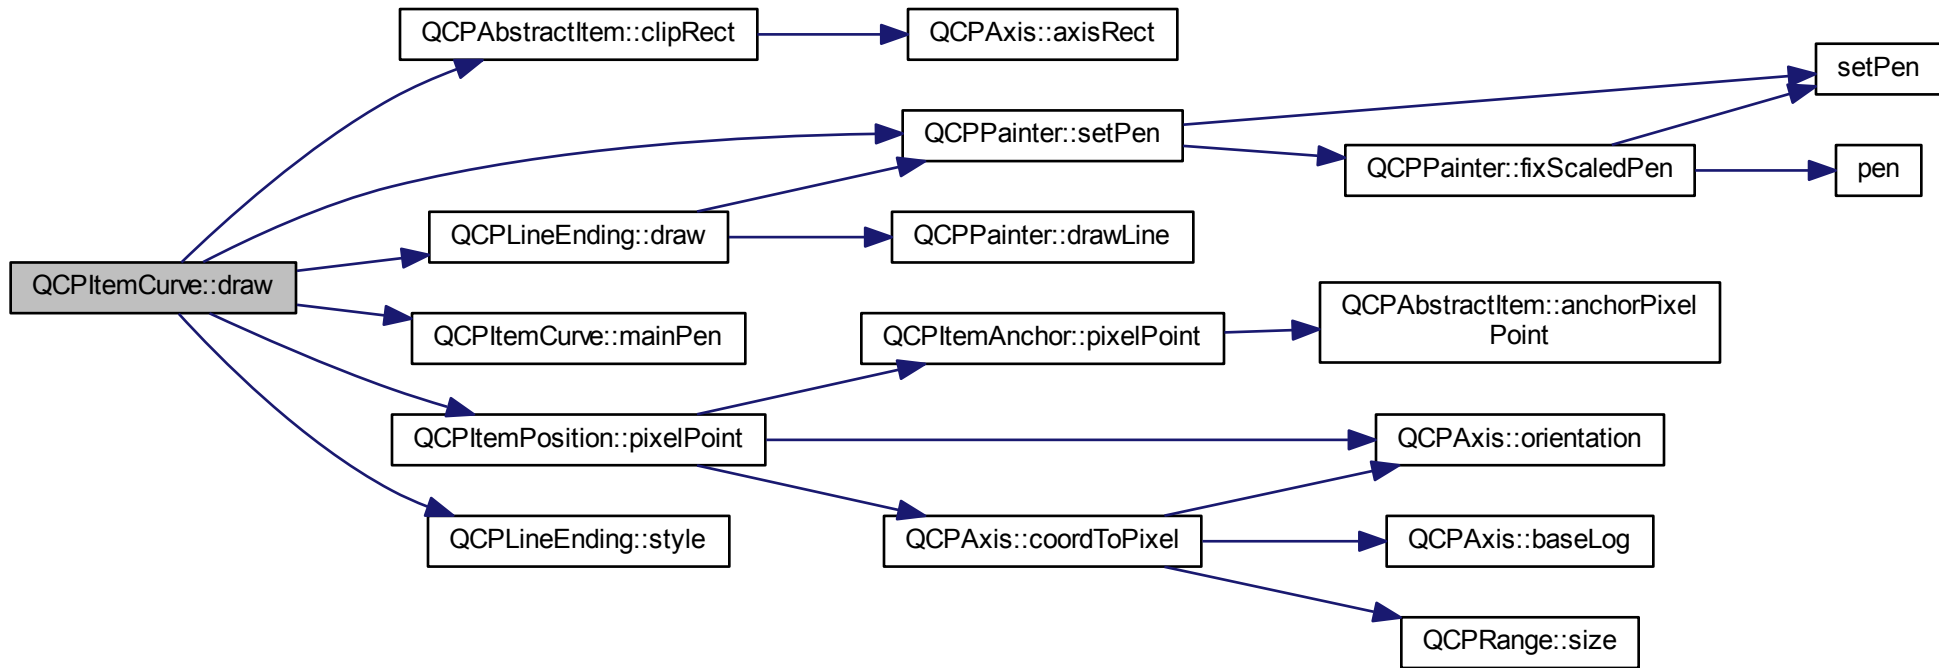 QCPAbstractItem::clipRect
QCPAxis::axisRect
setPen
QCPPainter::setPen
QCPPainter::fixScaledPen
pen
QCPLineEnding::draw
QCPPainter::drawLine
QCPItemCurve::draw
QCPItemCurve::mainPen
QCPItemAnchor::pixelPoint
QCPAbstractItem::anchorPixel
Point
QCPItemPosition::pixelPoint
QCPAxis::orientation
QCPLineEnding::style
QCPAxis::coordToPixel
QCPAxis::baseLog
QCPRange::size